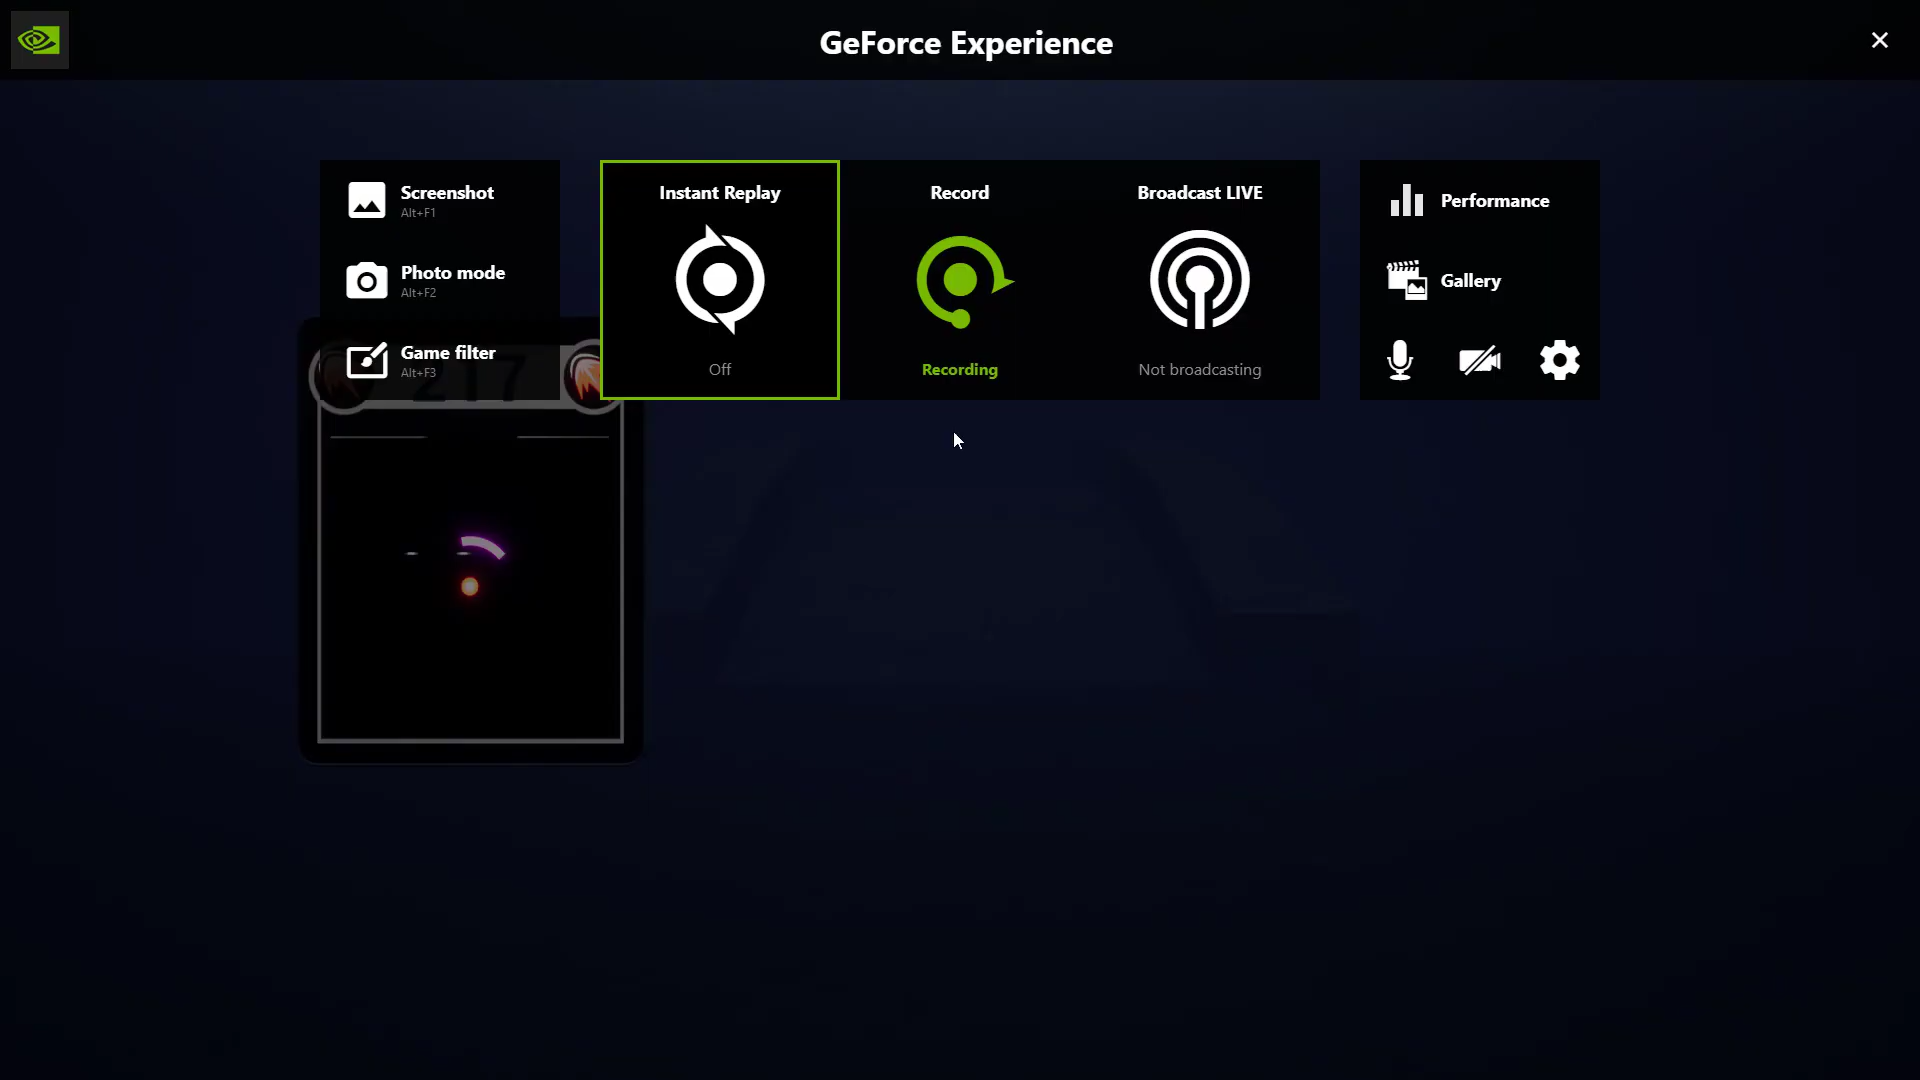 GeForce Experience
Screenshot
Alt+F1
Photo mode
Alt+F2
Game filter
Alt+F3
217
Instant Replay
Off
Record
Recording
Broadcast LIVE
Not broadcasting
Performance
Gallery